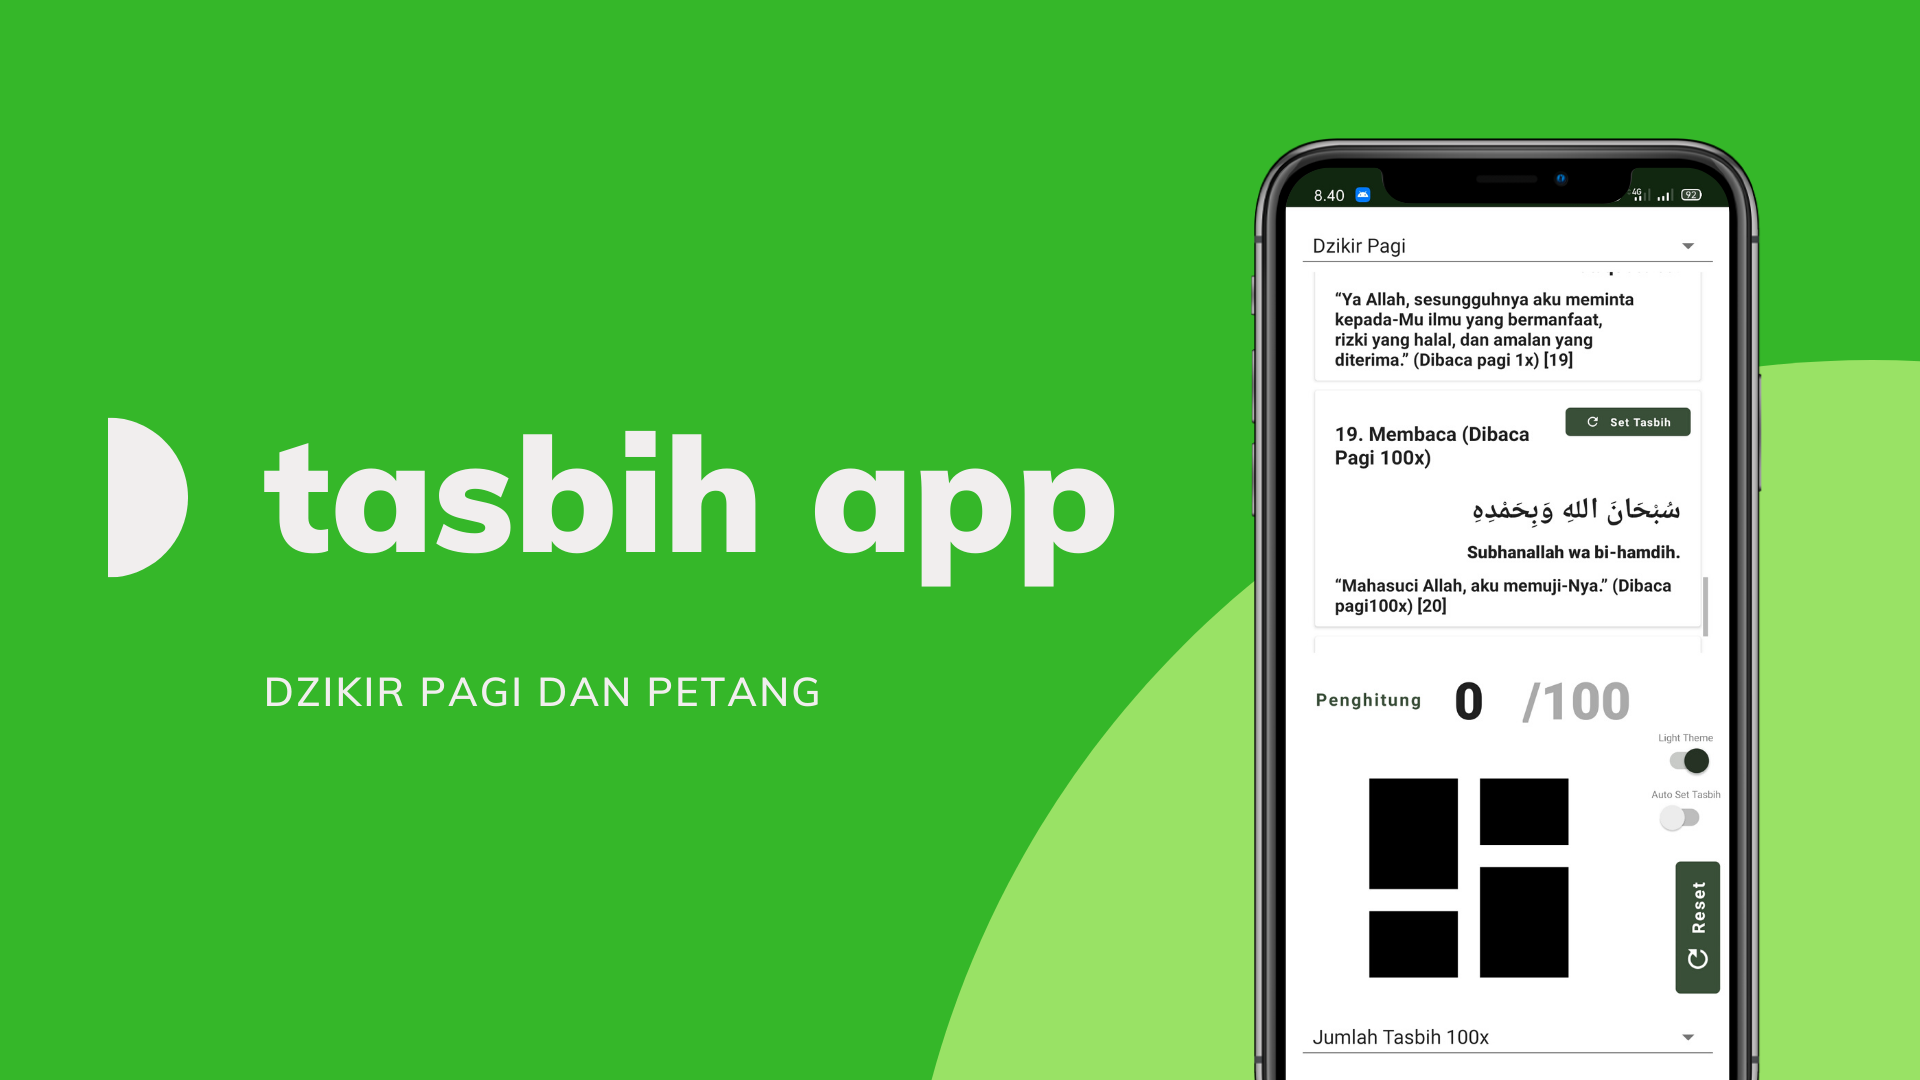 tasbih app
DZIKIR PAGI DAN PETANG
8.40
4G
92
Dzikir Pagi
“Ya Allah, sesungguhnya aku meminta
kepada-Mu ilmu yang bermanfaat,
rizki yang halal, dan amalan yang
diterima.” (Dibaca pagi 1x) [19]
Set Tasbih
19. Membaca (Dibaca
Pagi 100x)
سُبْحَانَ اللهِ وَبِحَمْدِهِ
Subhanallah wa bi-hamdih.
“Mahasuci Allah, aku memuji-Nya.” (Dibaca
pagi100x) [20]
Penghitung 0 /100
Light Theme
Auto Set Tasbih
Reset
Jumlah Tasbih 100x